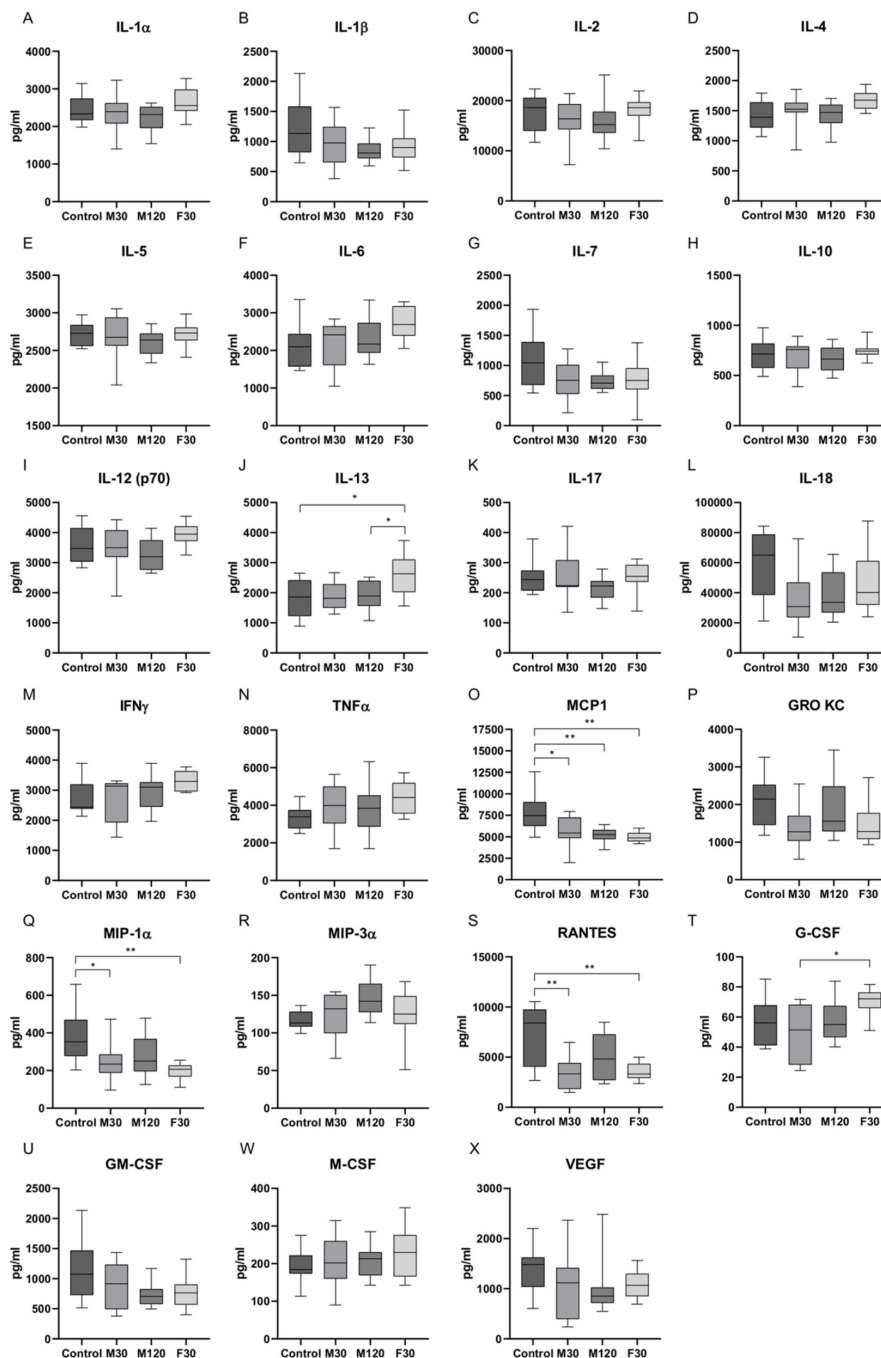 A
IL-1α
pg/ml
4000
3000
2000
1000
0
Control M30 M120 F30
B
IL-1β
pg/ml
2500
2000
1500
1000
500
0
Control M30 M120 F30
C
IL-2
pg/ml
30000
20000
10000
0
Control M30 M120 F30
D
IL-4
pg/ml
2500
2000
1500
1000
500
0
Control M30 M120 F30
E
IL-5
pg/ml
3500
3000
2500
2000
1500
Control M30 M120 F30
F
IL-6
pg/ml
4000
3000
2000
1000
0
Control M30 M120 F30
G
IL-7
pg/ml
2500
2000
1500
1000
500
0
Control M30 M120 F30
H
IL-10
pg/ml
1500
1000
500
0
Control M30 M120 F30
I
IL-12 (p70)
pg/ml
5000
4000
3000
2000
1000
0
Control M30 M120 F30
J
IL-13
pg/ml
5000
4000
3000
2000
1000
0
*
*
Control M30 M120 F30
K
IL-17
pg/ml
500
400
300
200
100
0
Control M30 M120 F30
L
IL-18
pg/ml
100000
80000
60000
40000
20000
0
Control M30 M120 F30
M
IFNγ
pg/ml
5000
4000
3000
2000
1000
0
Control M30 M120 F30
N
TNFα
pg/ml
8000
6000
4000
2000
0
Control M30 M120 F30
O
MCP1
pg/ml
17500
15000
12500
10000
7500
5000
2500
0
**
**
*
Control M30 M120 F30
P
GRO KC
pg/ml
4000
3000
2000
1000
0
Control M30 M120 F30
Q
MIP-1α
pg/ml
800
600
400
200
0
**
*
Control M30 M120 F30
R
MIP-3α
pg/ml
200
150
100
50
0
Control M30 M120 F30
S
RANTES
pg/ml
15000
10000
5000
0
**
**
Control M30 M120 F30
T
G-CSF
pg/ml
100
80
60
40
20
0
*
Control M30 M120 F30
U
GM-CSF
pg/ml
2500
2000
1500
1000
500
0
Control M30 M120 F30
W
M-CSF
pg/ml
400
300
200
100
0
Control M30 M120 F30
X
VEGF
pg/ml
3000
2000
1000
0
Control M30 M120 F30